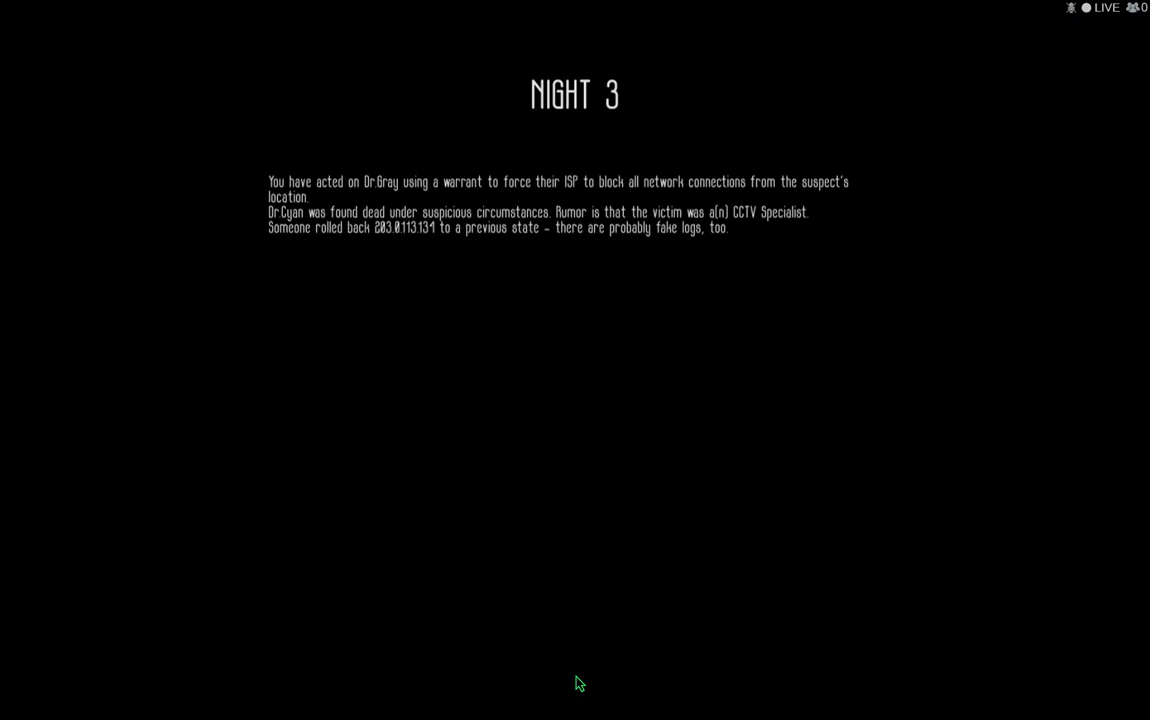 LIVE 0
NIGHT 3
You have acted on Dr.Gray using a warrant to force their ISP to block all network connections from the suspect's
location.
Dr.Cyan was found dead under suspicious circumstances. Rumor is that the victim was a(n) CCTV Specialist.
Someone rolled back 203.0.113.134 to a previous state - there are probably fake logs, too.